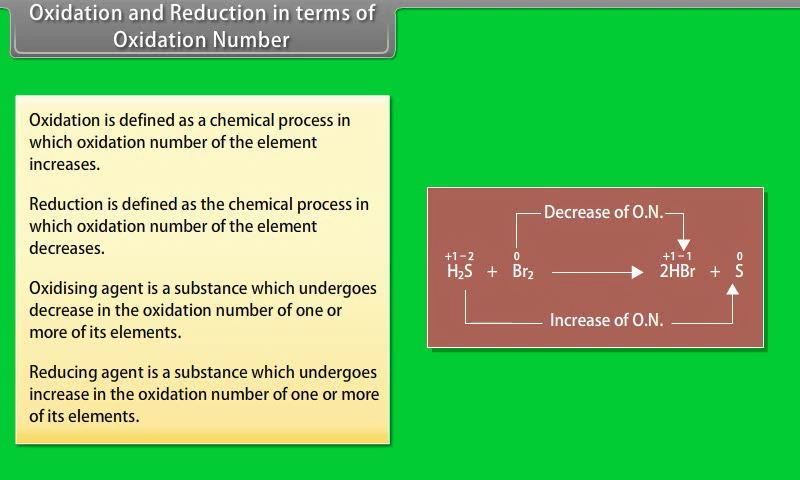 Oxidation and Reduction in terms of
Oxidation Number
Oxidation is defined as a chemical process in
which oxidation number of the element
increases.
Reduction is defined as the chemical process in
which oxidation number of the element
decreases.
Oxidising agent is a substance which undergoes
decrease in the oxidation number of one or
more of its elements.
Reducing agent is a substance which undergoes
increase in the oxidation number of one or more
of its elements.
Decrease of O.N.
+1 −2 0 +1 −1 0
H₂S + Br₂ ⟶ 2HBr + S
Increase of O.N.